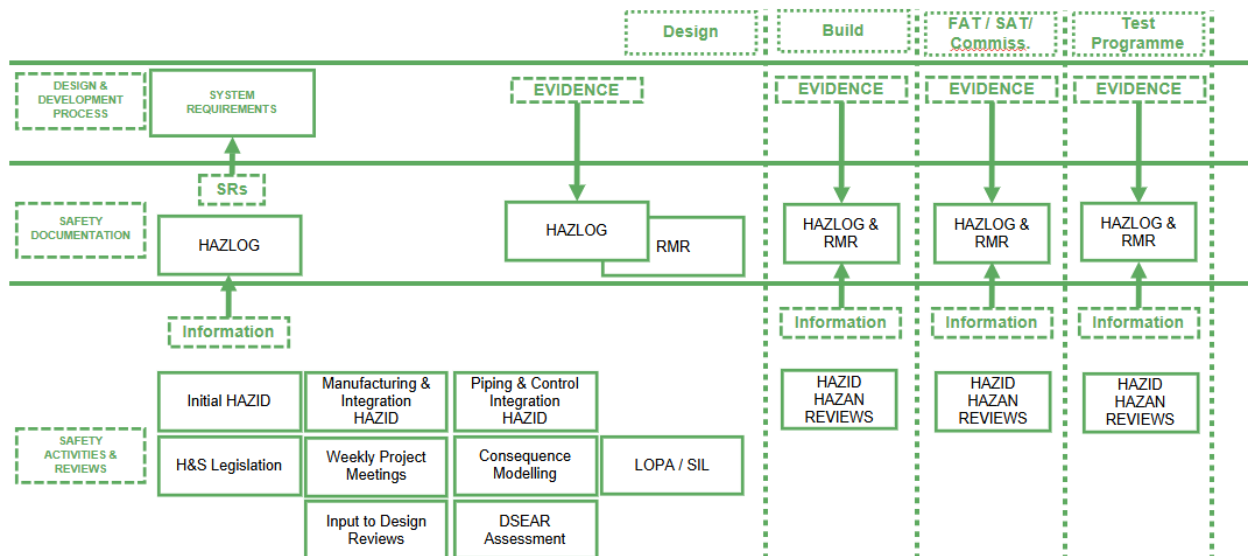 Design
Build
FAT / SAT/
Commiss.
Test
Programme
DESIGN &
DEVELOPMENT
PROCESS
SYSTEM
REQUIREMENTS
EVIDENCE
EVIDENCE
EVIDENCE
EVIDENCE
SRs
SAFETY
DOCUMENTATION
HAZLOG
HAZLOG
RMR
HAZLOG &
RMR
HAZLOG &
RMR
HAZLOG &
RMR
Information
Information
Information
Information
SAFETY
ACTIVITIES &
REVIEWS
Initial HAZID
Manufacturing &
Integration
HAZID
Piping & Control
Integration
HAZID
HAZID
HAZAN
REVIEWS
HAZID
HAZAN
REVIEWS
HAZID
HAZAN
REVIEWS
H&S Legislation
Weekly Project
Meetings
Consequence
Modelling
LOPA / SIL
Input to Design
Reviews
DSEAR
Assessment